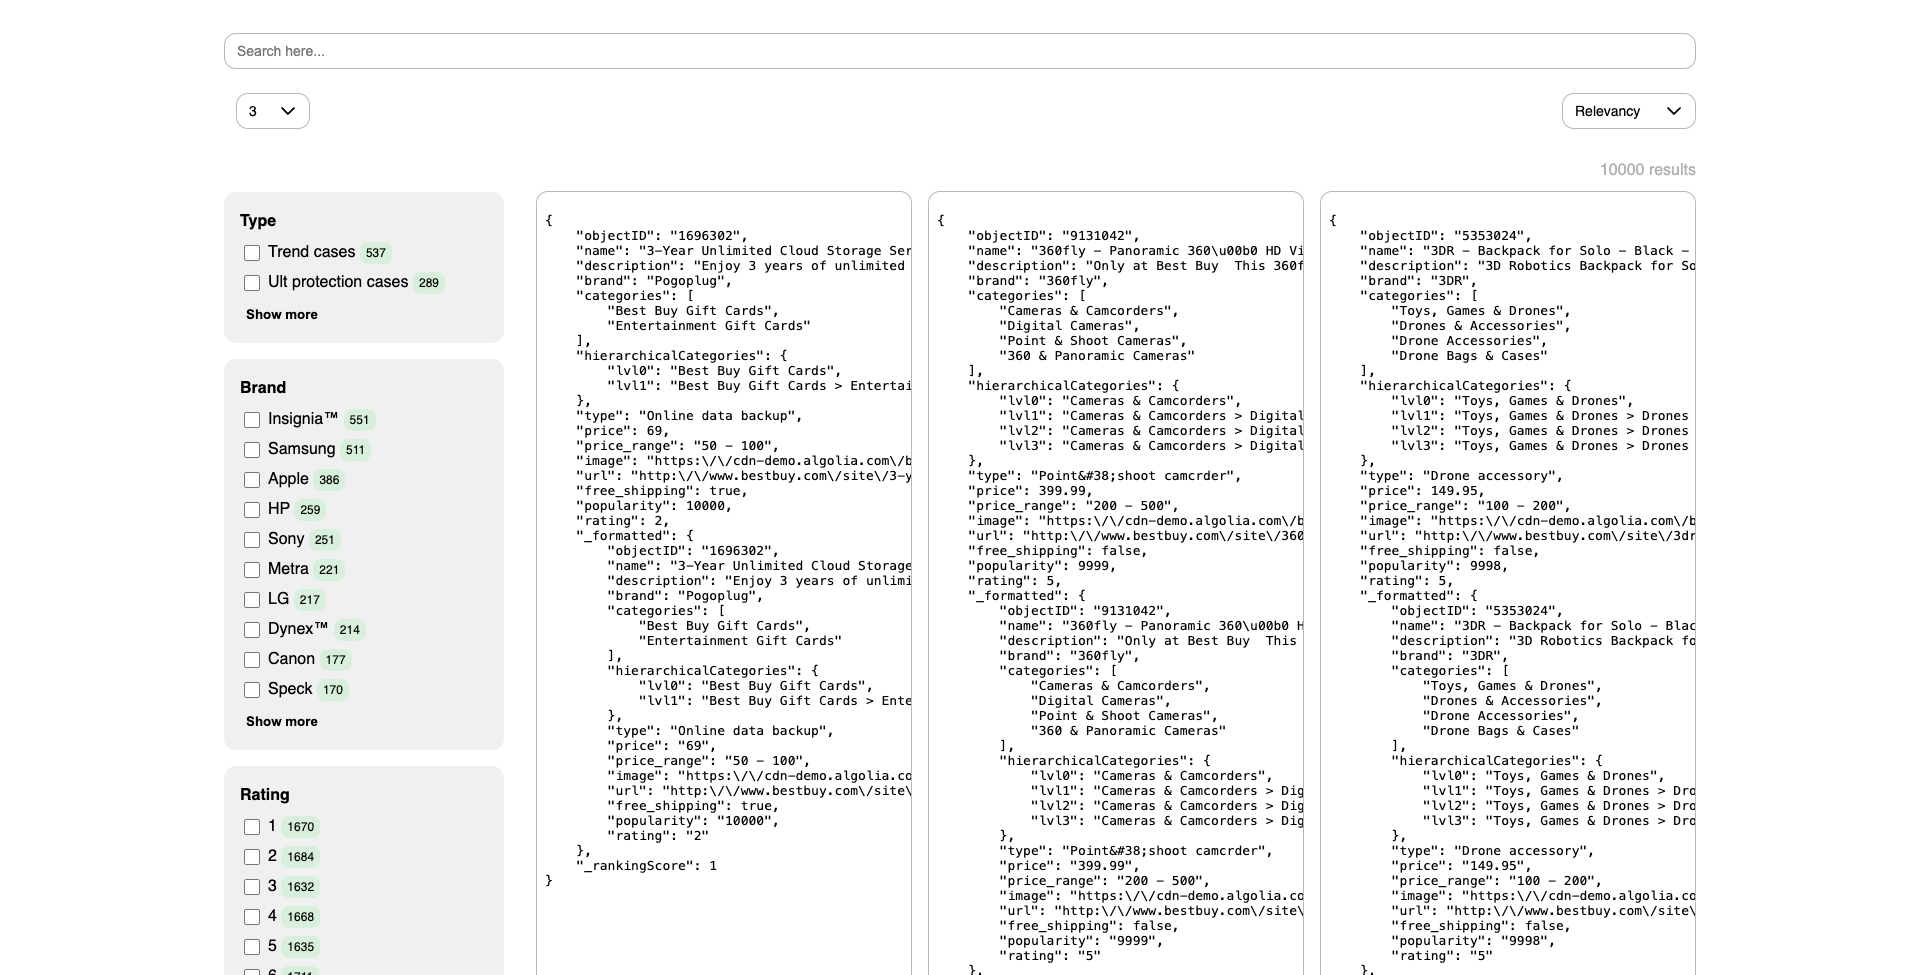 Search here...
3
Relevancy
10000 results
Type
Trend cases 537
Ult protection cases 289
Show more
Brand
Insignia™ 551
Samsung 511
Apple 386
HP 259
Sony 251
Metra 221
LG 217
Dynex™ 214
Canon 177
Speck 170
Show more
Rating
1 1670
2 1684
3 1632
4 1668
5 1635
6 1711
{
"objectID": "1696302",
"name": "3-Year Unlimited Cloud Storage Ser
"description": "Enjoy 3 years of unlimited
"brand": "Pogoplug",
"categories": [
"Best Buy Gift Cards",
"Entertainment Gift Cards"
],
"hierarchicalCategories": {
"lvl0": "Best Buy Gift Cards",
"lvl1": "Best Buy Gift Cards > Entertai
},
"type": "Online data backup",
"price": 69,
"price_range": "50 - 100",
"image": "https:\/\/cdn-demo.algolia.com\/b
"url": "http:\/\/www.bestbuy.com\/site\/3-y
"free_shipping": true,
"popularity": 10000,
"rating": 2,
"_formatted": {
"objectID": "1696302",
"name": "3-Year Unlimited Cloud Storage
"description": "Enjoy 3 years of unlimi
"brand": "Pogoplug",
"categories": [
"Best Buy Gift Cards",
"Entertainment Gift Cards"
],
"hierarchicalCategories": {
"lvl0": "Best Buy Gift Cards",
"lvl1": "Best Buy Gift Cards > Ente
},
"type": "Online data backup",
"price": "69",
"price_range": "50 - 100",
"image": "https:\/\/cdn-demo.algolia.co
"url": "http:\/\/www.bestbuy.com\/site\
"free_shipping": true,
"popularity": "10000",
"rating": "2"
},
"_rankingScore": 1
}
{
"objectID": "9131042",
"name": "360fly - Panoramic 360\u00b0 HD Vi
"description": "Only at Best Buy  This 360f
"brand": "360fly",
"categories": [
"Cameras & Camcorders",
"Digital Cameras",
"Point & Shoot Cameras",
"360 & Panoramic Cameras"
],
"hierarchicalCategories": {
"lvl0": "Cameras & Camcorders",
"lvl1": "Cameras & Camcorders > Digital
"lvl2": "Cameras & Camcorders > Digital
"lvl3": "Cameras & Camcorders > Digital
},
"type": "Point&#38;shoot camcrder",
"price": 399.99,
"price_range": "200 - 500",
"image": "https:\/\/cdn-demo.algolia.com\/b
"url": "http:\/\/www.bestbuy.com\/site\/360
"free_shipping": false,
"popularity": 9999,
"rating": 5,
"_formatted": {
"objectID": "9131042",
"name": "360fly - Panoramic 360\u00b0 H
"description": "Only at Best Buy  This
"brand": "360fly",
"categories": [
"Cameras & Camcorders",
"Digital Cameras",
"Point & Shoot Cameras",
"360 & Panoramic Cameras"
],
"hierarchicalCategories": {
"lvl0": "Cameras & Camcorders",
"lvl1": "Cameras & Camcorders > Dig
"lvl2": "Cameras & Camcorders > Dig
"lvl3": "Cameras & Camcorders > Dig
},
"type": "Point&#38;shoot camcrder",
"price": "399.99",
"price_range": "200 - 500",
"image": "https:\/\/cdn-demo.algolia.co
"url": "http:\/\/www.bestbuy.com\/site\
"free_shipping": false,
"popularity": "9999",
"rating": "5"
},
{
"objectID": "5353024",
"name": "3DR - Backpack for Solo - Black -
"description": "3D Robotics Backpack for So
"brand": "3DR",
"categories": [
"Toys, Games & Drones",
"Drones & Accessories",
"Drone Accessories",
"Drone Bags & Cases"
],
"hierarchicalCategories": {
"lvl0": "Toys, Games & Drones",
"lvl1": "Toys, Games & Drones > Drones
"lvl2": "Toys, Games & Drones > Drones
"lvl3": "Toys, Games & Drones > Drones
},
"type": "Drone accessory",
"price": 149.95,
"price_range": "100 - 200",
"image": "https:\/\/cdn-demo.algolia.com\/b
"url": "http:\/\/www.bestbuy.com\/site\/3dr
"free_shipping": false,
"popularity": 9998,
"rating": 5,
"_formatted": {
"objectID": "5353024",
"name": "3DR - Backpack for Solo - Blac
"description": "3D Robotics Backpack fo
"brand": "3DR",
"categories": [
"Toys, Games & Drones",
"Drones & Accessories",
"Drone Accessories",
"Drone Bags & Cases"
],
"hierarchicalCategories": {
"lvl0": "Toys, Games & Drones",
"lvl1": "Toys, Games & Drones > Dro
"lvl2": "Toys, Games & Drones > Dro
"lvl3": "Toys, Games & Drones > Dro
},
"type": "Drone accessory",
"price": "149.95",
"price_range": "100 - 200",
"image": "https:\/\/cdn-demo.algolia.co
"url": "http:\/\/www.bestbuy.com\/site\
"free_shipping": false,
"popularity": "9998",
"rating": "5"
},